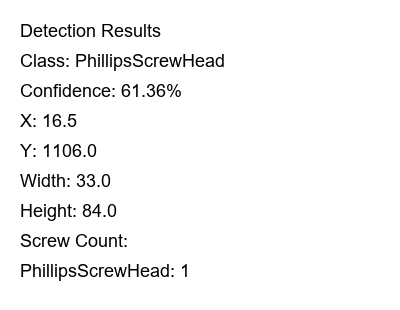 Detection Results
Class: PhillipsScrewHead
Confidence: 61.36%
X: 16.5
Y: 1106.0
Width: 33.0
Height: 84.0
Screw Count:
PhillipsScrewHead: 1